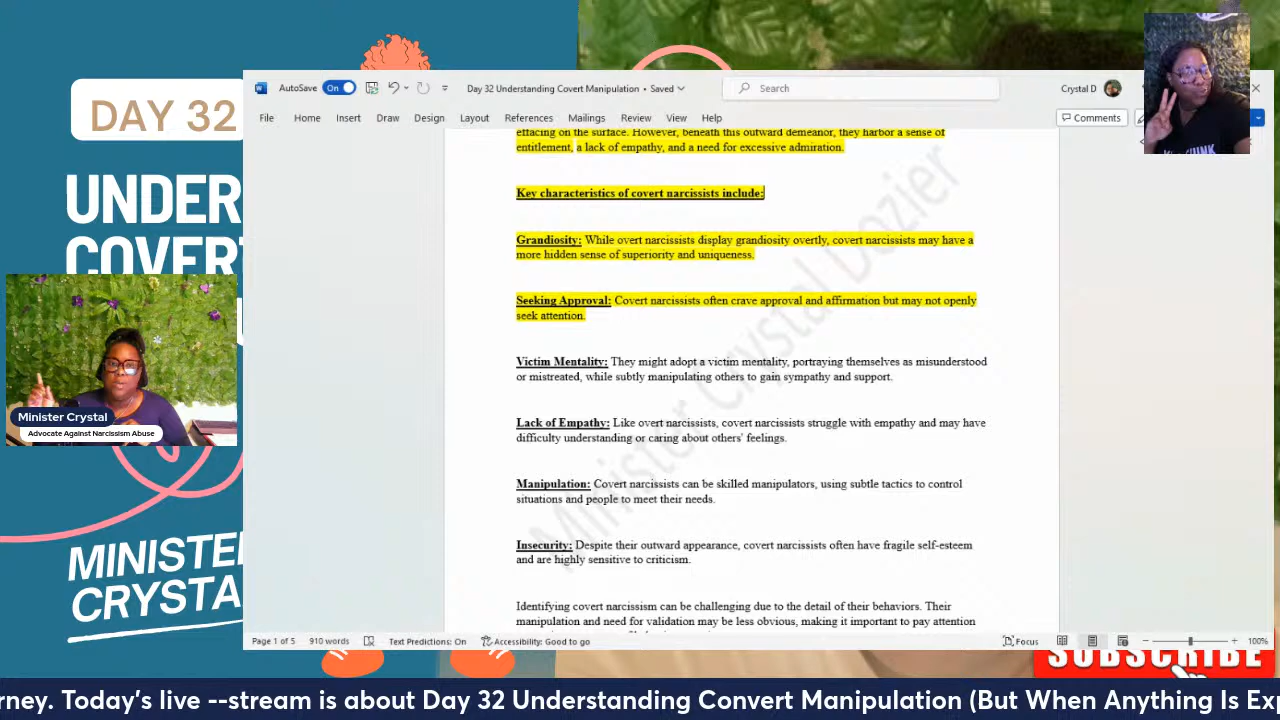 DAY 32
UNDER
COVER
AutoSave On
Day 32 Understanding Covert Manipulation • Saved
Search
Crystal D
File Home Insert Draw Design Layout References Mailings Review View Help
Comments
effacing on the surface. However, beneath this outward demeanor, they harbor a sense of
entitlement, a lack of empathy, and a need for excessive admiration.
Key characteristics of covert narcissists include:
Grandiosity: While overt narcissists display grandiosity overtly, covert narcissists may have a
more hidden sense of superiority and uniqueness.
Seeking Approval: Covert narcissists often crave approval and affirmation but may not openly
seek attention.
Victim Mentality: They might adopt a victim mentality, portraying themselves as misunderstood
or mistreated, while subtly manipulating others to gain sympathy and support.
Lack of Empathy: Like overt narcissists, covert narcissists struggle with empathy and may have
difficulty understanding or caring about others' feelings.
Manipulation: Covert narcissists can be skilled manipulators, using subtle tactics to control
situations and people to meet their needs.
Insecurity: Despite their outward appearance, covert narcissists often have fragile self-esteem
and are highly sensitive to criticism.
Identifying covert narcissism can be challenging due to the detail of their behaviors. Their
manipulation and need for validation may be less obvious, making it important to pay attention
Minister Crystal Dozier
Minister Crystal
Advocate Against Narcissism Abuse
MINISTE
CRYSTA
Page 1 of 5 910 words Text Predictions: On Accessibility: Good to go Focus 100%
SUBSCRIBE
rney. Today's live --stream is about Day 32 Understanding Convert Manipulation (But When Anything Is Exp